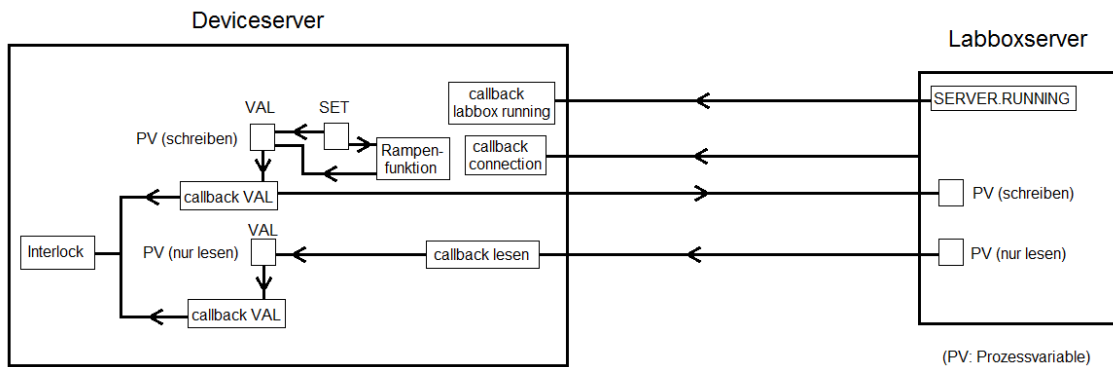 Deviceserver
Labboxserver
callback
labbox running
SERVER.RUNNING
VAL
SET
PV (schreiben)
Rampen-
funktion
callback
connection
callback VAL
PV (schreiben)
VAL
Interlock
PV (nur lesen)
callback lesen
PV (nur lesen)
callback VAL
(PV: Prozessvariable)